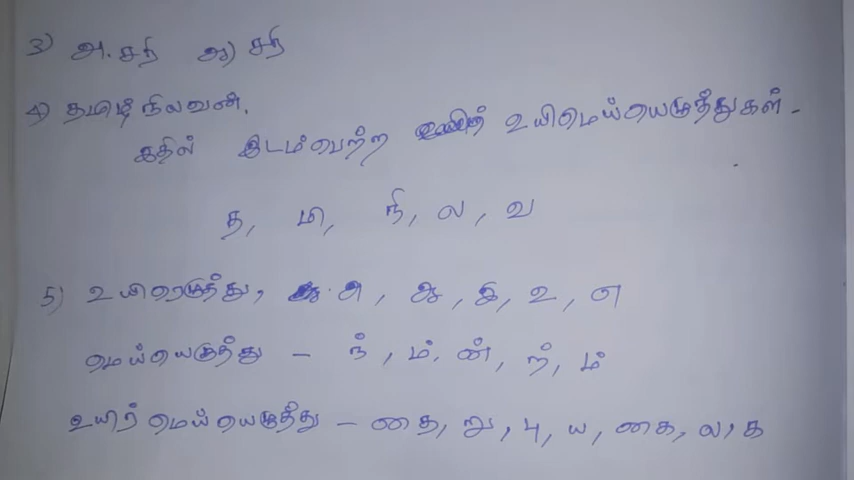 3) அ. சரி ஆ) சரி
4) தமிழ்நிலவன்.
இதில் இடம்பெற்ற உயிமெய்யெழுத்துகள் -
த, மி, நி, ல, வ
5) உயிரெழுத்து, அ, ஆ, இ, உ, எ
மெய்யெழுத்து - ந், ம், ன், ற், ம்
உயிர்மெய்யெழுத்து - தை, று, பு, ய, கை, ல, க